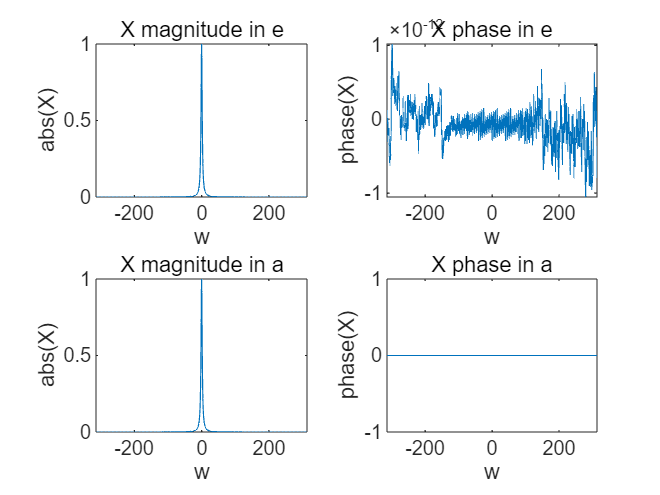 X magnitude in e
abs(X)
1
0.5
0
-200 0 200
w
×10⁻¹²
X phase in e
phase(X)
1
0
-1
-200 0 200
w
X magnitude in a
abs(X)
1
0.5
0
-200 0 200
w
X phase in a
phase(X)
1
0
-1
-200 0 200
w